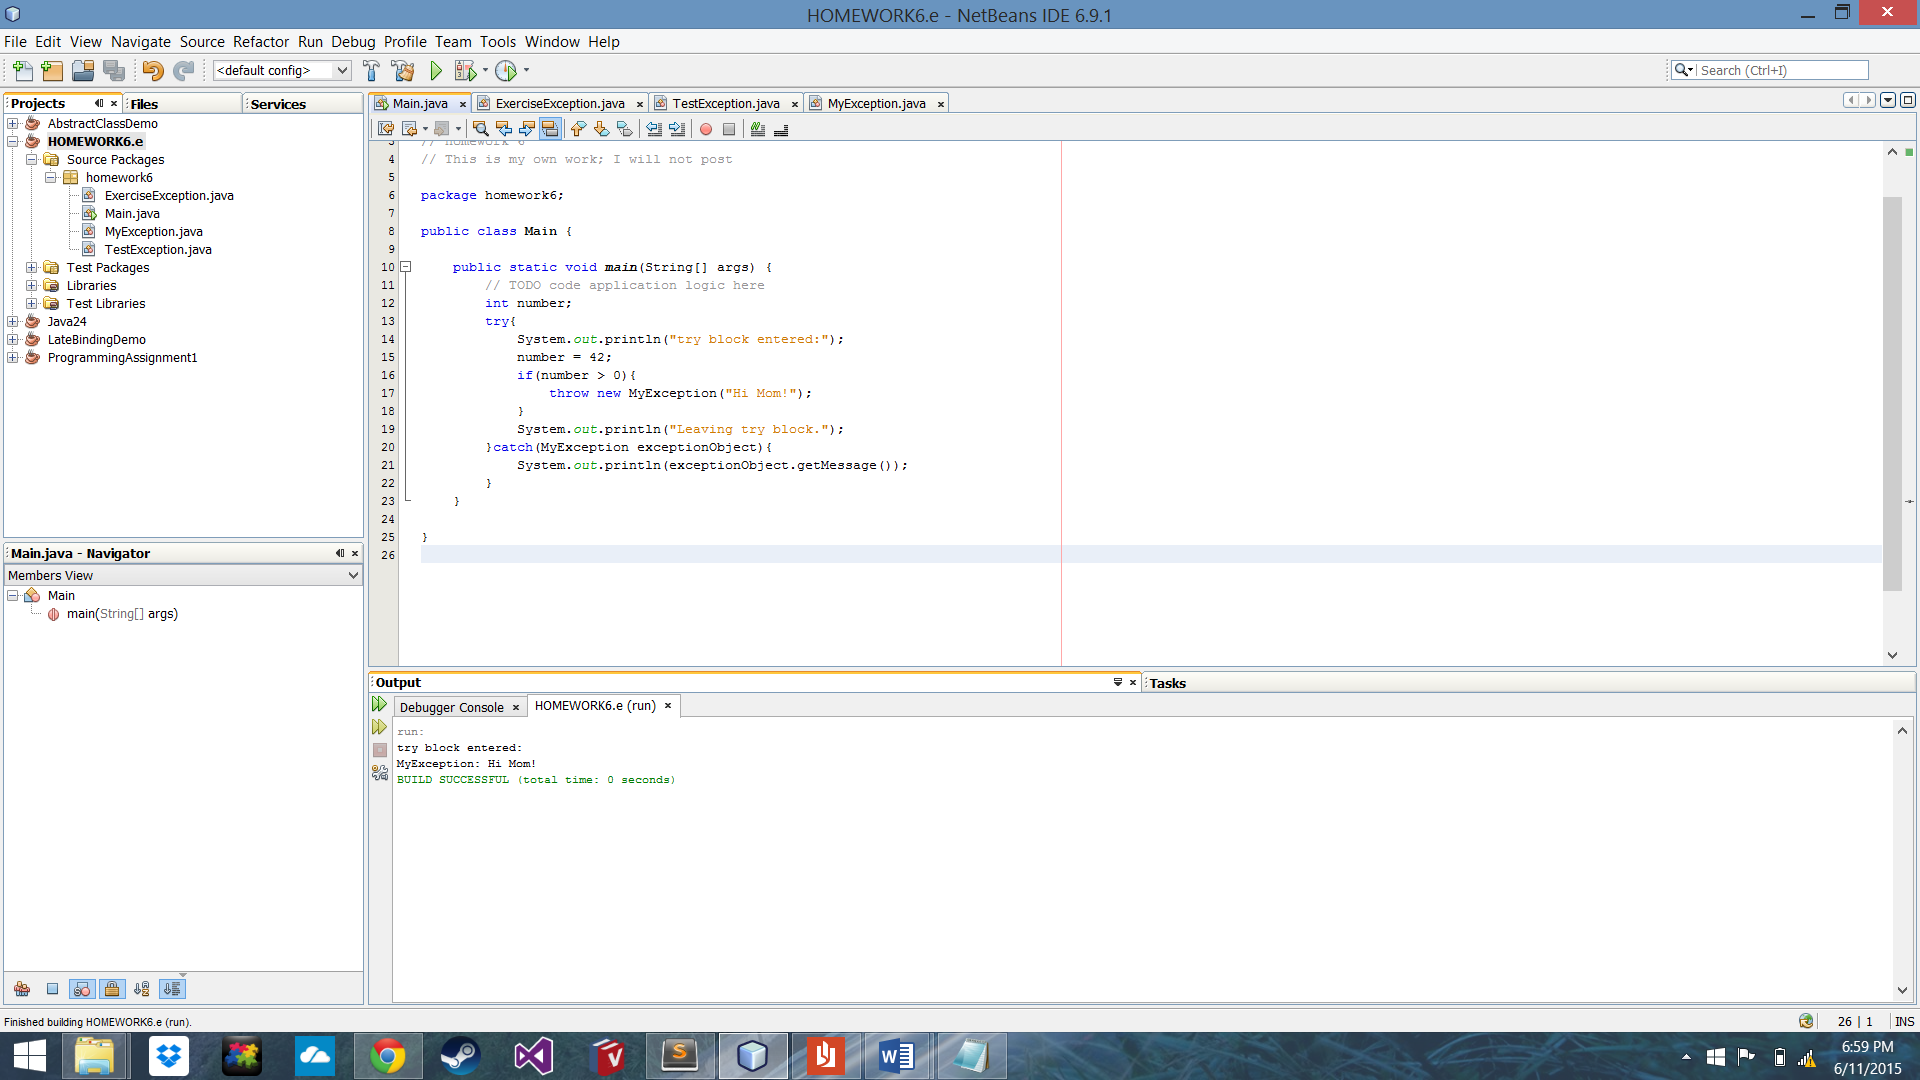 HOMEWORK6.e - NetBeans IDE 6.9.1
File Edit View Navigate Source Refactor Run Debug Profile Team Tools Window Help
<default config>
Search (Ctrl+I)
Projects
Files
Services
AbstractClassDemo
HOMEWORK6.e
Source Packages
homework6
ExerciseException.java
Main.java
MyException.java
TestException.java
Test Packages
Libraries
Test Libraries
Java24
LateBindingDemo
ProgrammingAssignment1
Main.java - Navigator
Members View
Main
main(String[] args)
Main.java
ExerciseException.java
TestException.java
MyException.java
3 // Homework 6
4 // This is my own work; I will not post
5
6 package homework6;
7
8 public class Main {
9
10 public static void main(String[] args) {
11 // TODO code application logic here
12 int number;
13 try{
14 System.out.println("try block entered:");
15 number = 42;
16 if(number > 0){
17 throw new MyException("Hi Mom!");
18 }
19 System.out.println("Leaving try block.");
20 }catch(MyException exceptionObject){
21 System.out.println(exceptionObject.getMessage());
22 }
23 }
24
25 }
26
Output
Tasks
Debugger Console
HOMEWORK6.e (run)
run:
try block entered:
MyException: Hi Mom!
BUILD SUCCESSFUL (total time: 0 seconds)
Finished building HOMEWORK6.e (run).
26 | 1
INS
6:59 PM
6/11/2015